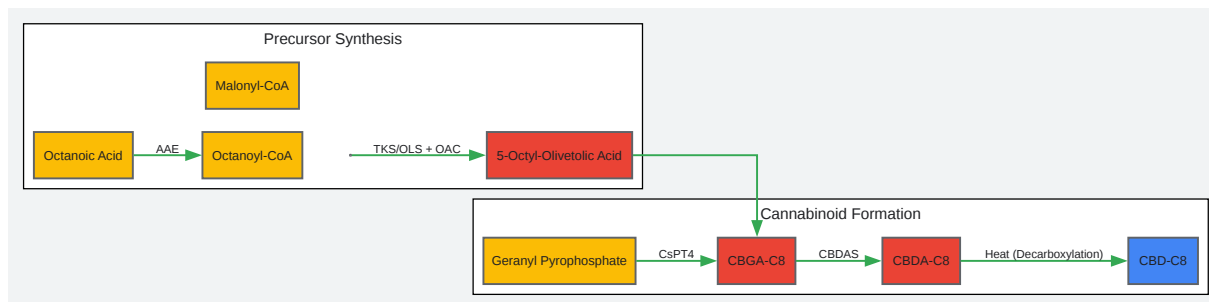 Precursor Synthesis
Malonyl-CoA
Octanoic Acid
AAE
Octanoyl-CoA
TKS/OLS + OAC
5-Octyl-Olivetolic Acid
Cannabinoid Formation
Geranyl Pyrophosphate
CsPT4
CBGA-C8
CBDAS
CBDA-C8
Heat (Decarboxylation)
CBD-C8